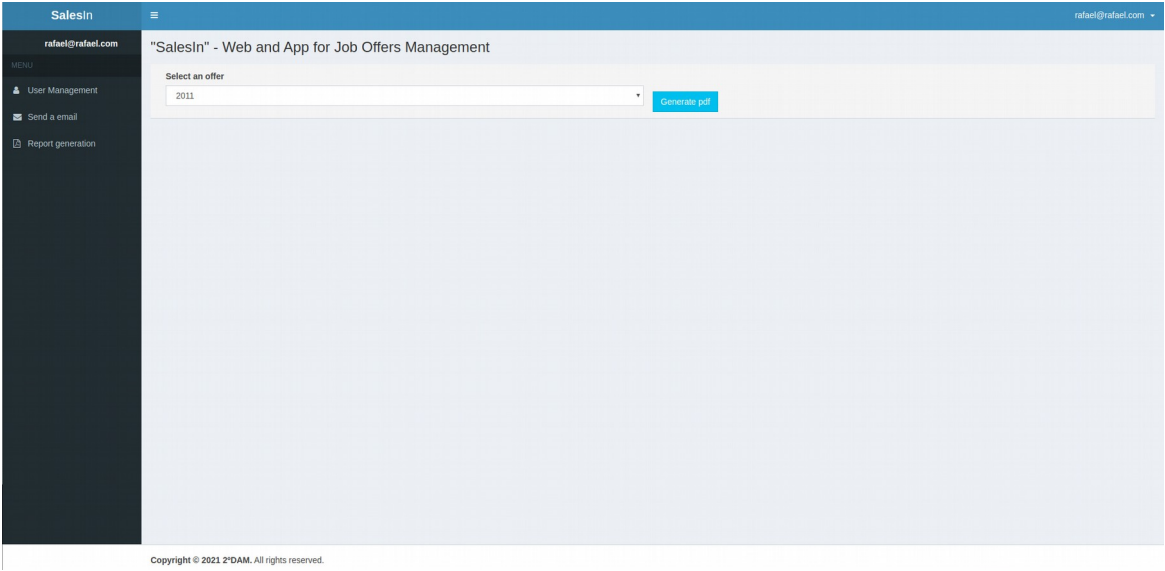 SalesIn
rafael@rafael.com
rafael@rafael.com
MENU
User Management
Send a email
Report generation
"SalesIn" - Web and App for Job Offers Management
Select an offer
2011
Generate pdf
Copyright © 2021 2ºDAM. All rights reserved.